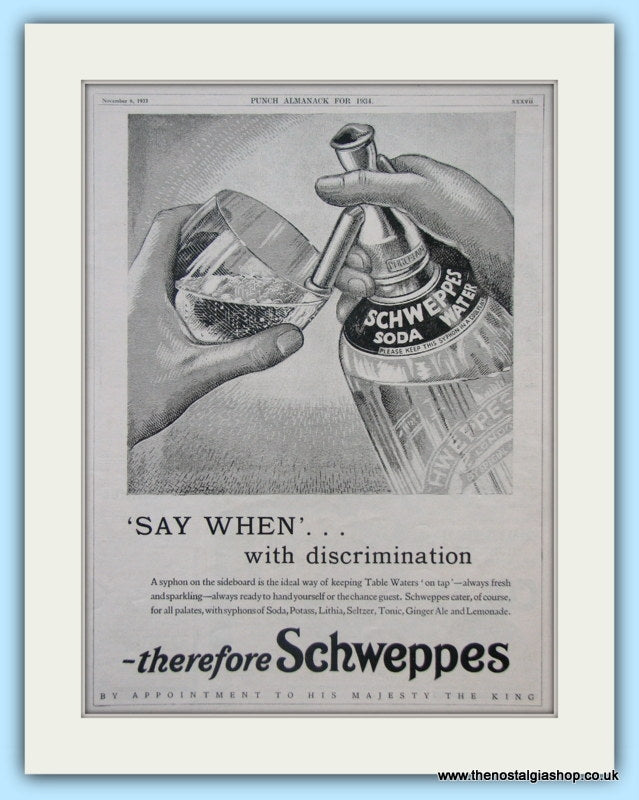 November 6, 1933
PUNCH ALMANACK FOR 1934.
xxxvii
SCHWEPPES
SODA WATER
PLEASE KEEP THIS SYPHON IN A
'SAY WHEN'...
with discrimination
A syphon on the sideboard is the ideal way of keeping Table Waters 'on tap'—always fresh
and sparkling—always ready to hand yourself or the chance guest. Schweppes cater, of course,
for all palates, with syphons of Soda, Potass, Lithia, Seltzer, Tonic, Ginger Ale and Lemonade.
-therefore Schweppes
BY APPOINTMENT TO HIS MAJESTY THE KING
www.thenostalgiashop.co.uk